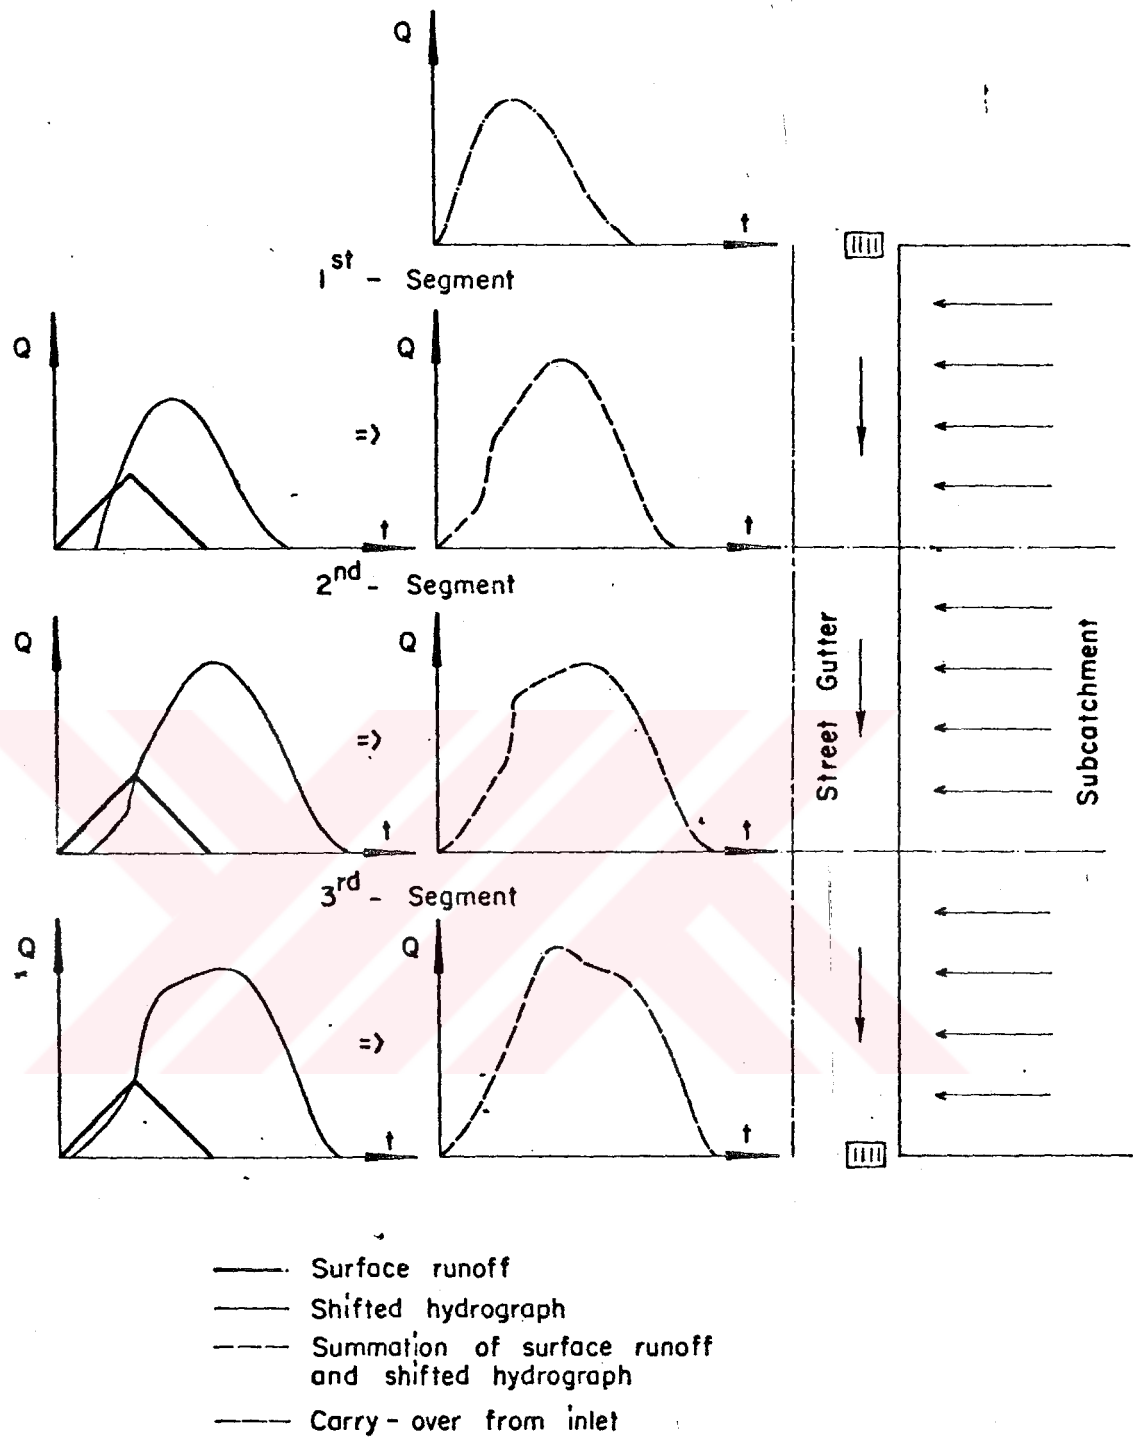 Q
t
1st - Segment
Q
t
=>
Q
t
2nd - Segment
Q
t
=>
Q
t
3rd - Segment
Q
t
=>
Q
t
Street Gutter
Subcatchment
Surface runoff
Shifted hydrograph
Summation of surface runoff
and shifted hydrograph
Carry-over from inlet